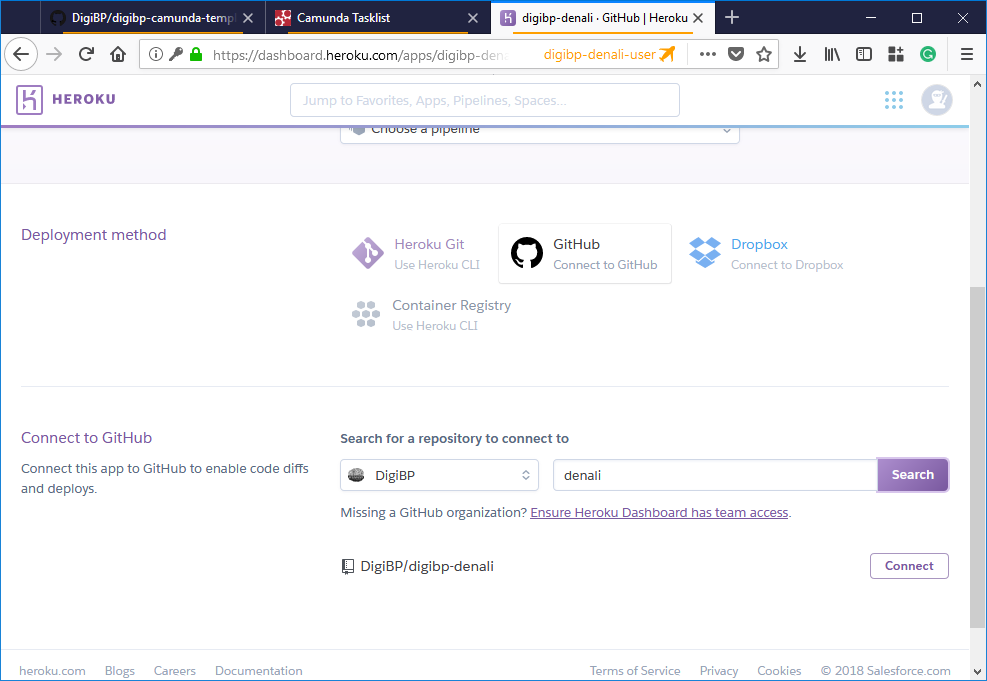 DigiBP/digibp-camunda-templ
Camunda Tasklist
digibp-denali · GitHub | Heroku
https://dashboard.heroku.com/apps/digibp-dena
digibp-denali-user
HEROKU
Jump to Favorites, Apps, Pipelines, Spaces...
Choose a pipeline
Deployment method
Heroku Git
Use Heroku CLI
GitHub
Connect to GitHub
Dropbox
Connect to Dropbox
Container Registry
Use Heroku CLI
Connect to GitHub
Connect this app to GitHub to enable code diffs
and deploys.
Search for a repository to connect to
DigiBP
denali
Search
Missing a GitHub organization? Ensure Heroku Dashboard has team access.
DigiBP/digibp-denali
Connect
heroku.com Blogs Careers Documentation
Terms of Service Privacy Cookies © 2018 Salesforce.com